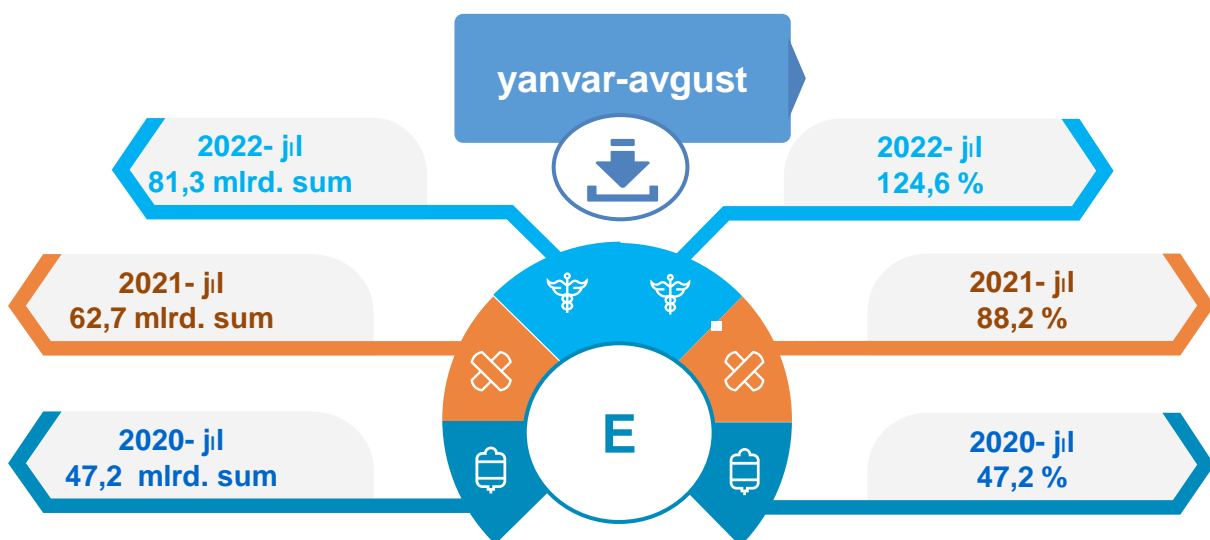 yanvar-avgust
2022- jıl
81,3 mlrd. sum
2022- jıl
124,6 %
2021- jıl
62,7 mlrd. sum
2021- jıl
88,2 %
2020- jıl
47,2 mlrd. sum
2020- jıl
47,2 %
E